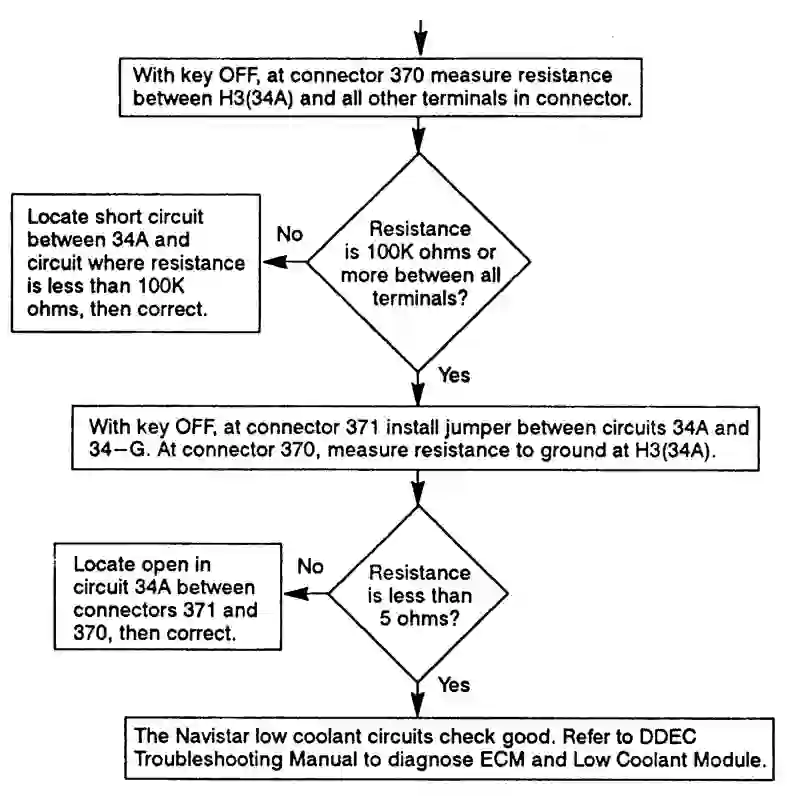 With key OFF, at connector 370 measure resistance
between H3(34A) and all other terminals in connector.
Resistance
is 100K ohms or
more between all
terminals?
No
Locate short circuit
between 34A and
circuit where resistance
is less than 100K
ohms, then correct.
Yes
With key OFF, at connector 371 install jumper between circuits 34A and
34–G. At connector 370, measure resistance to ground at H3(34A).
Resistance
is less than
5 ohms?
No
Locate open in
circuit 34A between
connectors 371 and
370, then correct.
Yes
The Navistar low coolant circuits check good. Refer to DDEC
Troubleshooting Manual to diagnose ECM and Low Coolant Module.